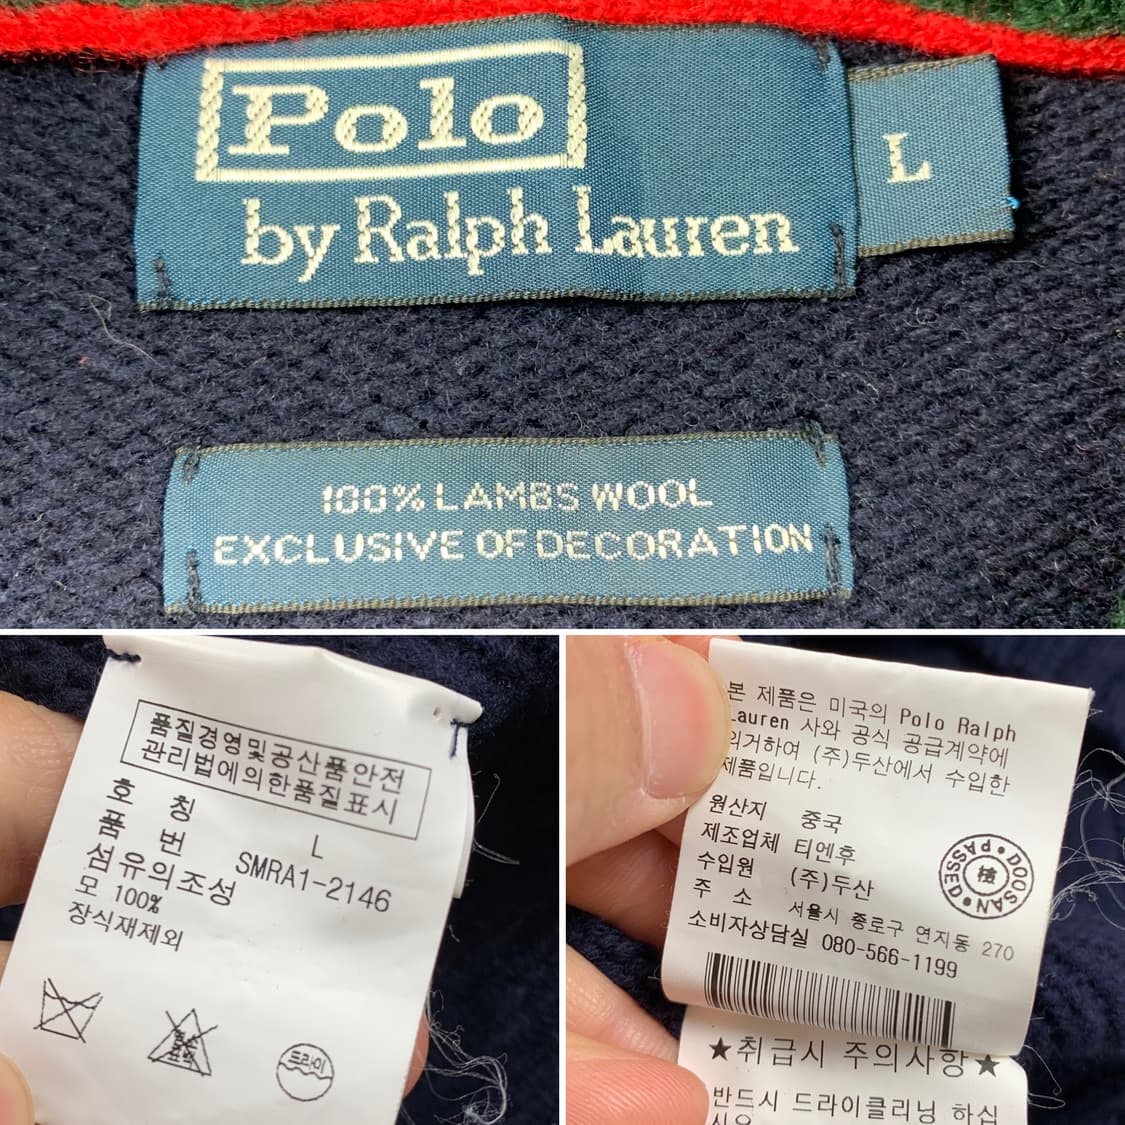 Polo
by Ralph Lauren
L
100% LAMBS WOOL
EXCLUSIVE OF DECORATION
품질경영및공산품안전
관리법에의한품질표시
호 칭 L
품 번 SMRA1-2146
섬유의조성
모 100%
장식재제외
드라이
본 제품은 미국의 Polo Ralph
Lauren 사와 공식 공급계약에
의거하여 (주)두산에서 수입한
제품입니다.
원산지 중국
제조업체 티엔후
수입원 (주)두산
주 소 서울시 종로구 연지동 270
소비자상담실 080-566-1199
DOOSAN • PASSED •
檢
★취급시 주의사항★
반드시 드라이클리닝 하십